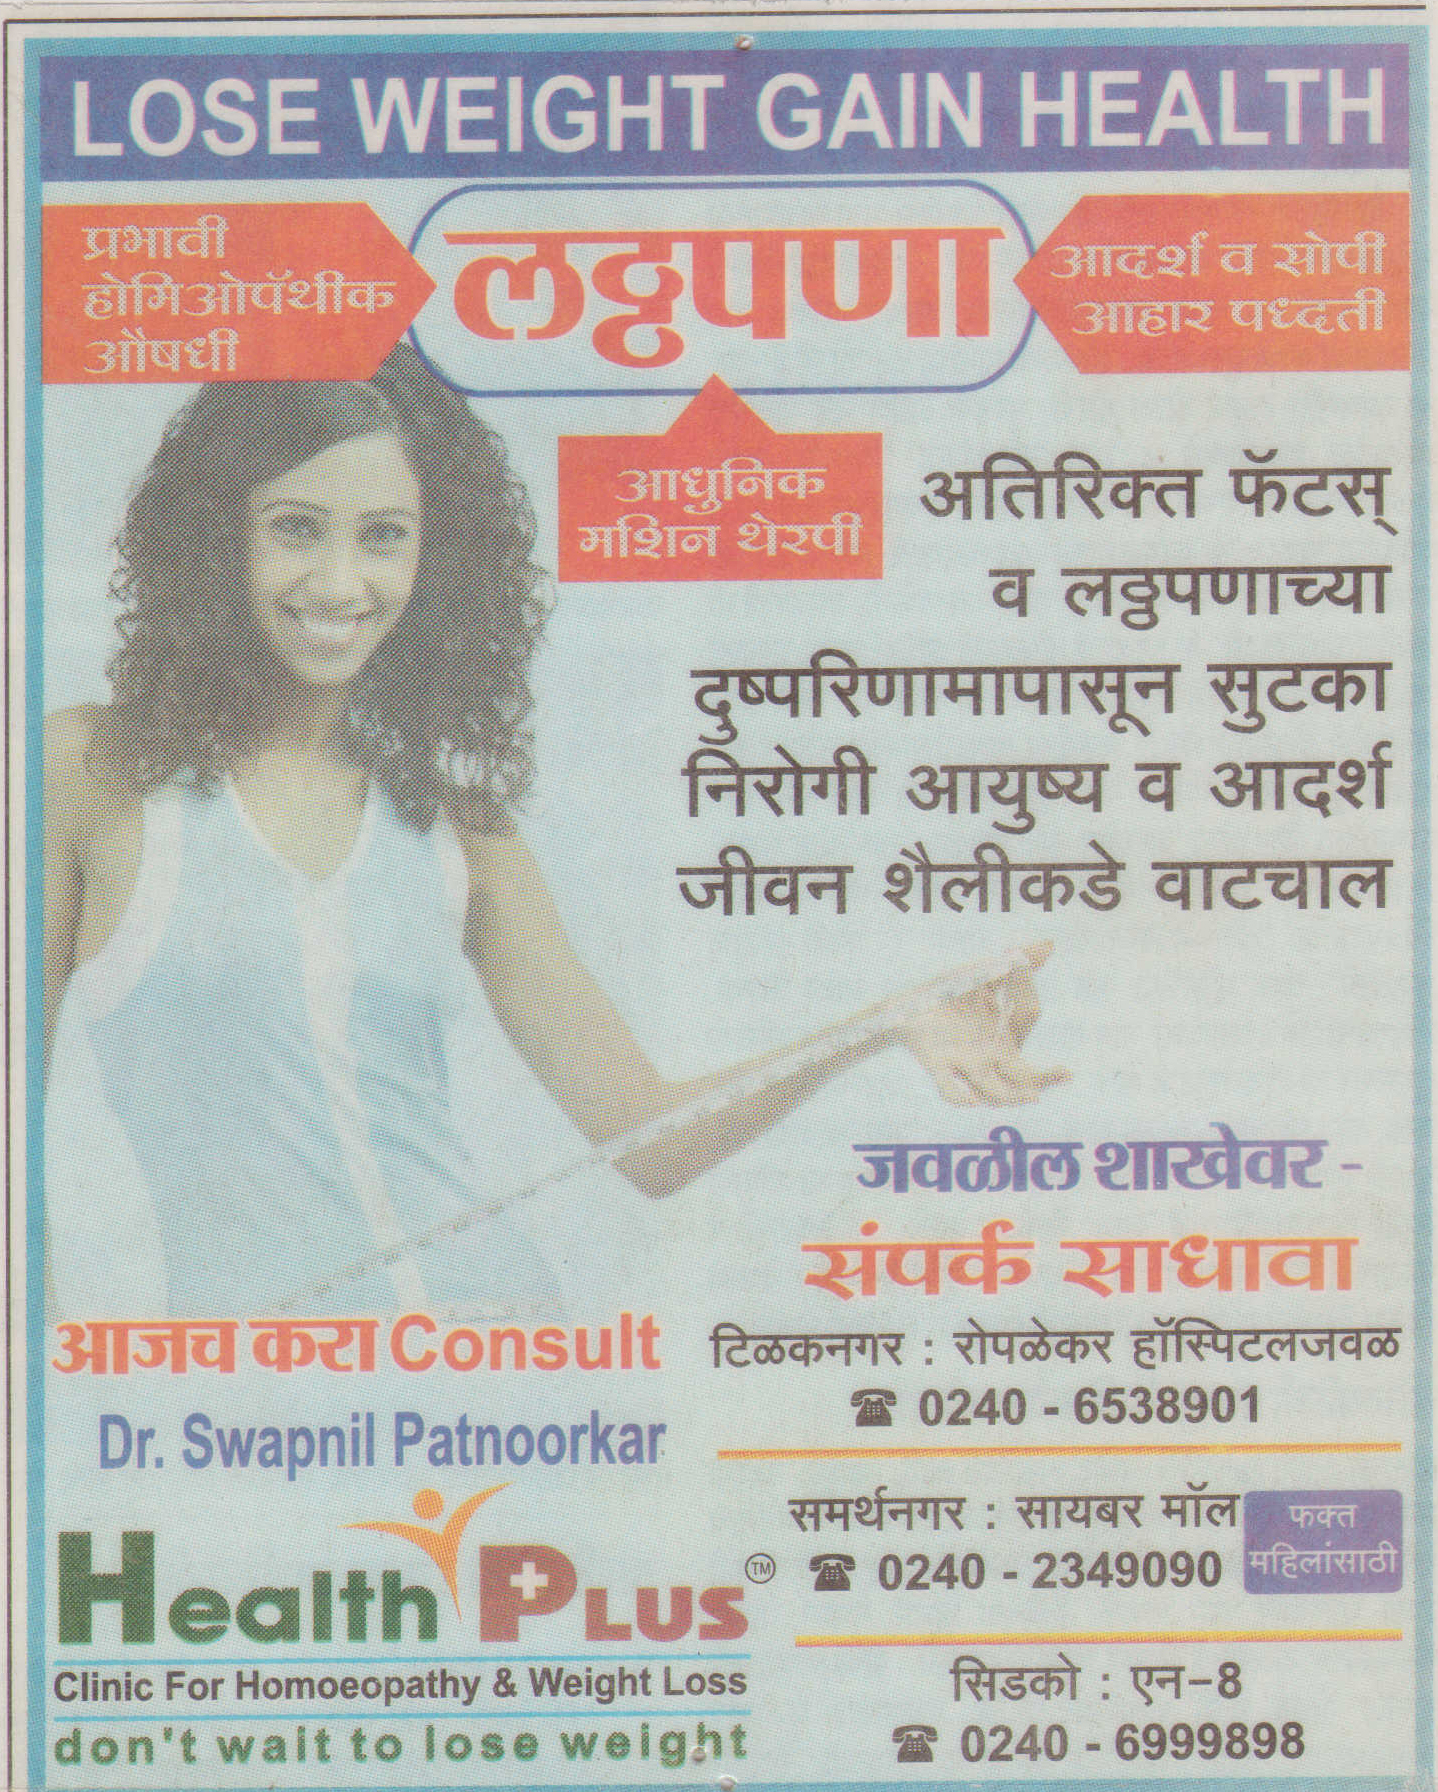 LOSE WEIGHT GAIN HEALTH
प्रभावी
होमिओपॅथीक
औषधी
लठ्ठपणा
आदर्श व सोपी
आहार पध्दती
आधुनिक
मशिन थेरपी
अतिरिक्त फॅटस्
व लठ्ठपणाच्या
दुष्परिणामापासून सुटका
निरोगी आयुष्य व आदर्श
जीवन शैलीकडे वाटचाल
जवळील शाखेवर -
संपर्क साधावा
आजच करा Consult
Dr. Swapnil Patnoorkar
Health PLUS TM
Clinic For Homoeopathy & Weight Loss
don't wait to lose weight
टिळकनगर : रोपळेकर हॉस्पिटलजवळ
☎ 0240 - 6538901
समर्थनगर : सायबर मॉल
☎ 0240 - 2349090
फक्त
महिलांसाठी
सिडको : एन-8
☎ 0240 - 6999898